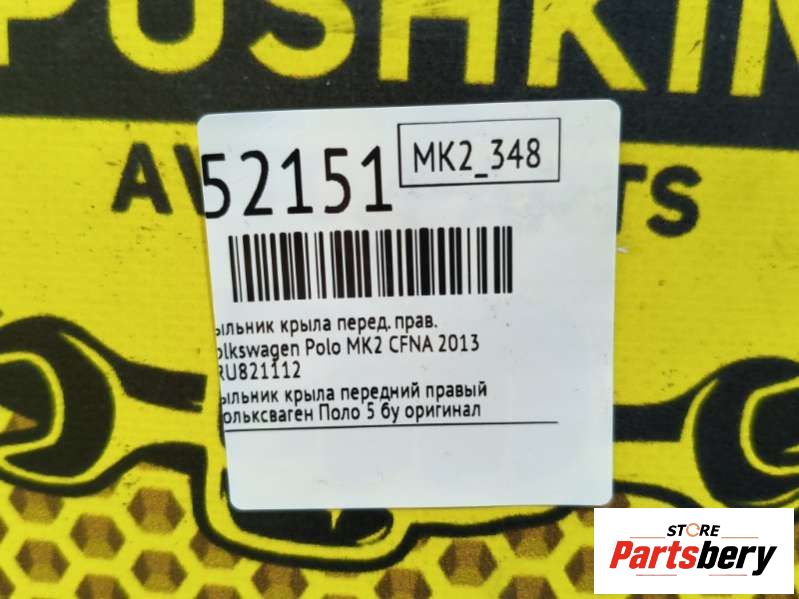 PUSHKIN
AV TS
52151
MK2_348
ыльник крыла перед. прав.
olkswagen Polo MK2 CFNA 2013
RU821112
ыльник крыла передний правый
ольксваген Поло 5 бу оригинал
STORE
Partsbery